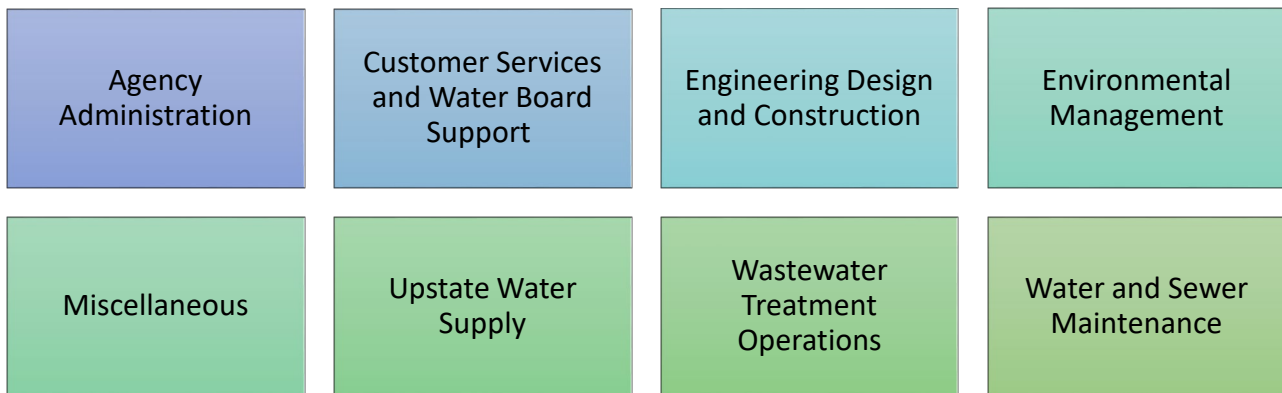 Agency
Administration
Customer Services
and Water Board
Support
Engineering Design
and Construction
Environmental
Management
Miscellaneous
Upstate Water
Supply
Wastewater
Treatment
Operations
Water and Sewer
Maintenance